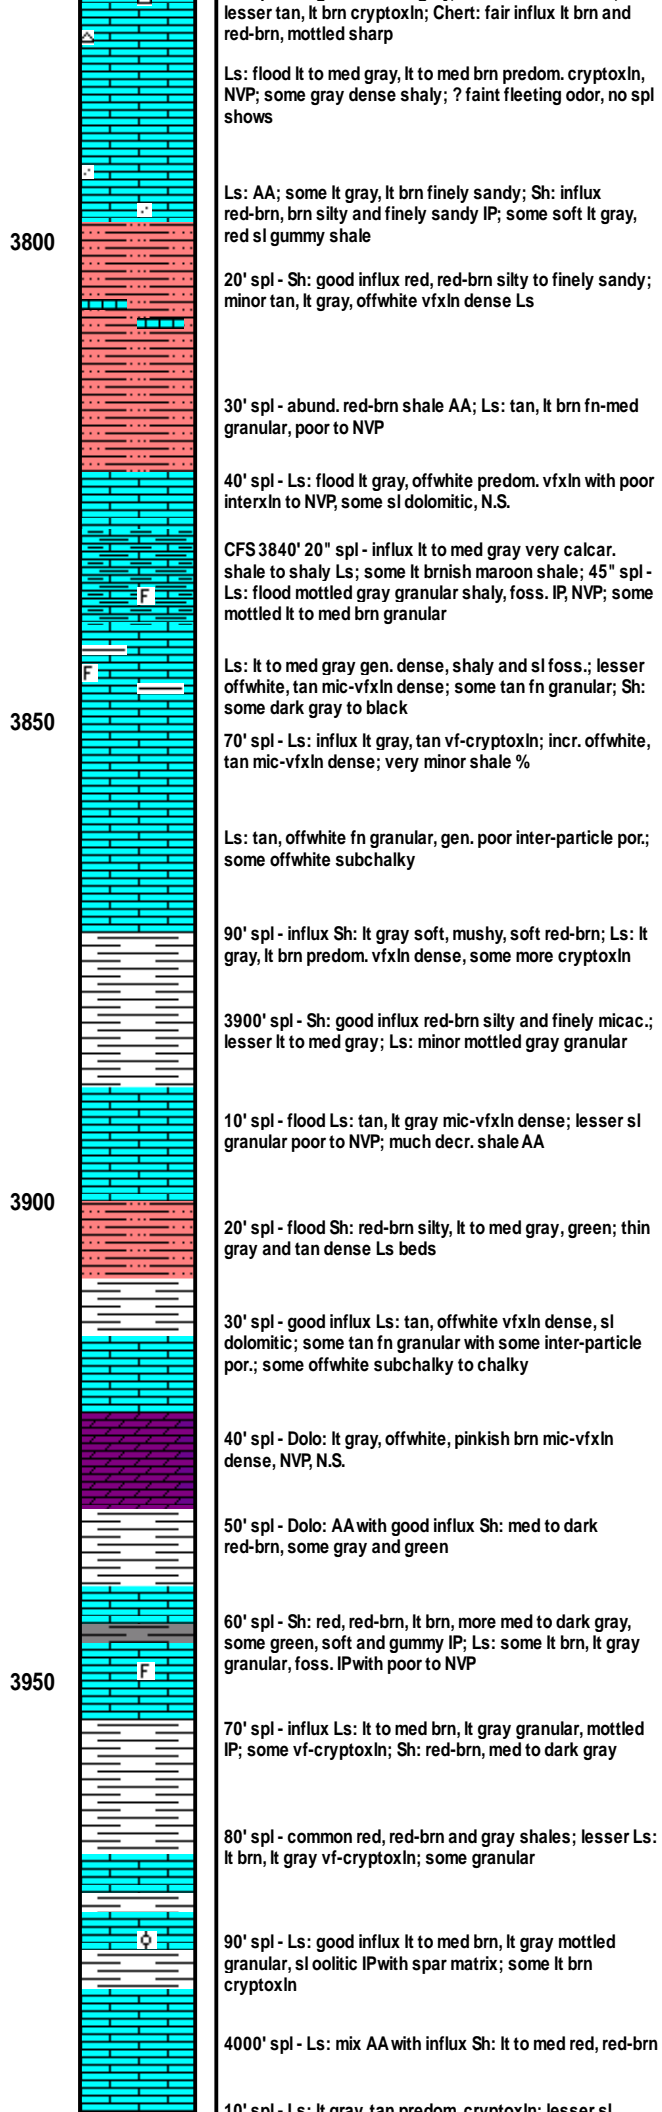 lesser tan, lt brn cryptoxln; Chert: fair influx lt brn and
red-brn, mottled sharp
Ls: flood lt to med gray, lt to med brn predom. cryptoxln,
NVP; some gray dense shaly; ? faint fleeting odor, no spl
shows
Ls: AA; some lt gray, lt brn finely sandy; Sh: influx
red-brn, brn silty and finely sandy IP; some soft lt gray,
red sl gummy shale
3800
20' spl - Sh: good influx red, red-brn silty to finely sandy;
minor tan, lt gray, offwhite vfxln dense Ls
30' spl - abund. red-brn shale AA; Ls: tan, lt brn fn-med
granular, poor to NVP
40' spl - Ls: flood lt gray, offwhite predom. vfxln with poor
interxln to NVP, some sl dolomitic, N.S.
CFS 3840' 20" spl - influx lt to med gray very calcar.
shale to shaly Ls; some lt brnish maroon shale; 45" spl -
Ls: flood mottled gray granular shaly, foss. IP, NVP; some
mottled lt to med brn granular
F
Ls: lt to med gray gen. dense, shaly and sl foss.; lesser
offwhite, tan mic-vfxln dense; some tan fn granular; Sh:
some dark gray to black
F
3850
70' spl - Ls: influx lt gray, tan vf-cryptoxln; incr. offwhite,
tan mic-vfxln dense; very minor shale %
Ls: tan, offwhite fn granular, gen. poor inter-particle por.;
some offwhite subchalky
90' spl - influx Sh: lt gray soft, mushy, soft red-brn; Ls: lt
gray, lt brn predom. vfxln dense, some more cryptoxln
3900' spl - Sh: good influx red-brn silty and finely micac.;
lesser lt to med gray; Ls: minor mottled gray granular
10' spl - flood Ls: tan, lt gray mic-vfxln dense; lesser sl
granular poor to NVP; much decr. shale AA
3900
20' spl - flood Sh: red-brn silty, lt to med gray, green; thin
gray and tan dense Ls beds
30' spl - good influx Ls: tan, offwhite vfxln dense, sl
dolomitic; some tan fn granular with some inter-particle
por.; some offwhite subchalky to chalky
40' spl - Dolo: lt gray, offwhite, pinkish brn mic-vfxln
dense, NVP, N.S.
50' spl - Dolo: AA with good influx Sh: med to dark
red-brn, some gray and green
60' spl - Sh: red, red-brn, lt brn, more med to dark gray,
some green, soft and gummy IP; Ls: some lt brn, lt gray
granular, foss. IP with poor to NVP
F
3950
70' spl - influx Ls: lt to med brn, lt gray granular, mottled
IP; some vf-cryptoxln; Sh: red-brn, med to dark gray
80' spl - common red, red-brn and gray shales; lesser Ls:
lt brn, lt gray vf-cryptoxln; some granular
90' spl - Ls: good influx lt to med brn, lt gray mottled
granular, sl oolitic IP with spar matrix; some lt brn
cryptoxln
4000' spl - Ls: mix AA with influx Sh: lt to med red, red-brn
10' spl - Ls: lt gray, tan predom. cryptoxln; lesser sl